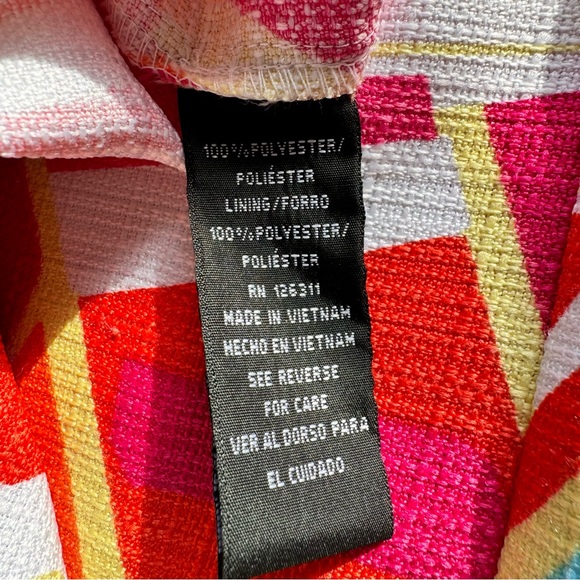 100% POLYESTER/
POLIÉSTER
LINING/FORRO
100% POLYESTER/
POLIÉSTER
RN 126311
MADE IN VIETNAM
HECHO EN VIETNAM
SEE REVERSE
FOR CARE
VER AL DORSO PARA
EL CUIDADO